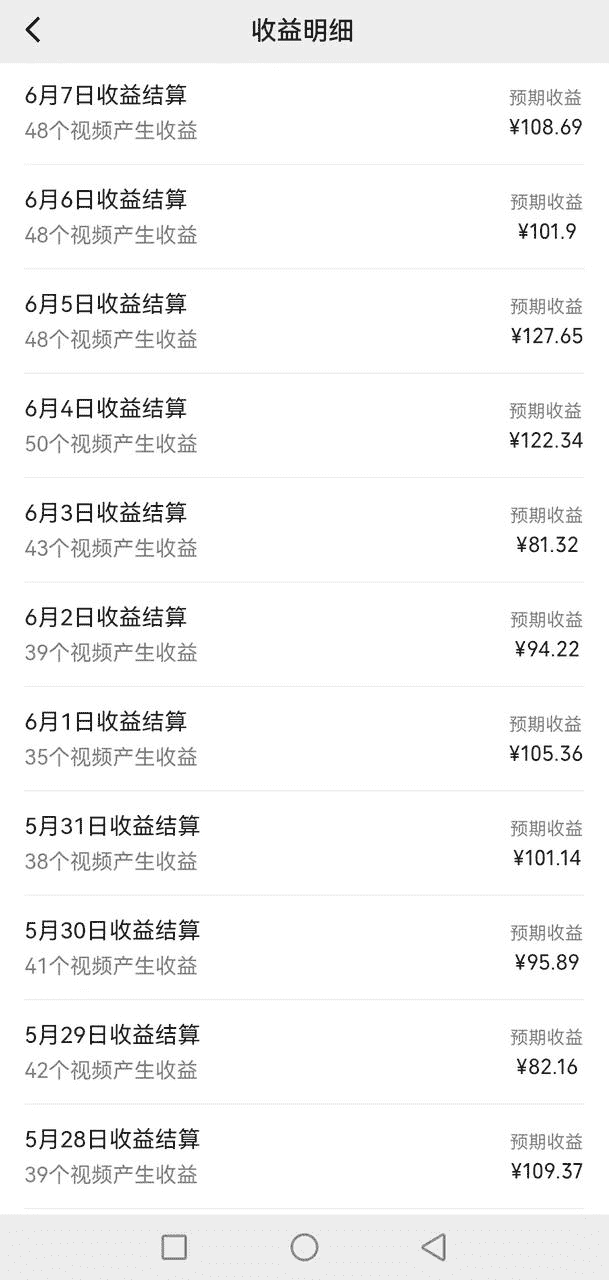 收益明细
6月7日收益结算
预期收益
48个视频产生收益
¥108.69
6月6日收益结算
预期收益
48个视频产生收益
¥101.9
6月5日收益结算
预期收益
48个视频产生收益
¥127.65
6月4日收益结算
预期收益
50个视频产生收益
¥122.34
6月3日收益结算
预期收益
43个视频产生收益
¥81.32
6月2日收益结算
预期收益
39个视频产生收益
¥94.22
6月1日收益结算
预期收益
35个视频产生收益
¥105.36
5月31日收益结算
预期收益
38个视频产生收益
¥101.14
5月30日收益结算
预期收益
41个视频产生收益
¥95.89
5月29日收益结算
预期收益
42个视频产生收益
¥82.16
5月28日收益结算
预期收益
39个视频产生收益
¥109.37